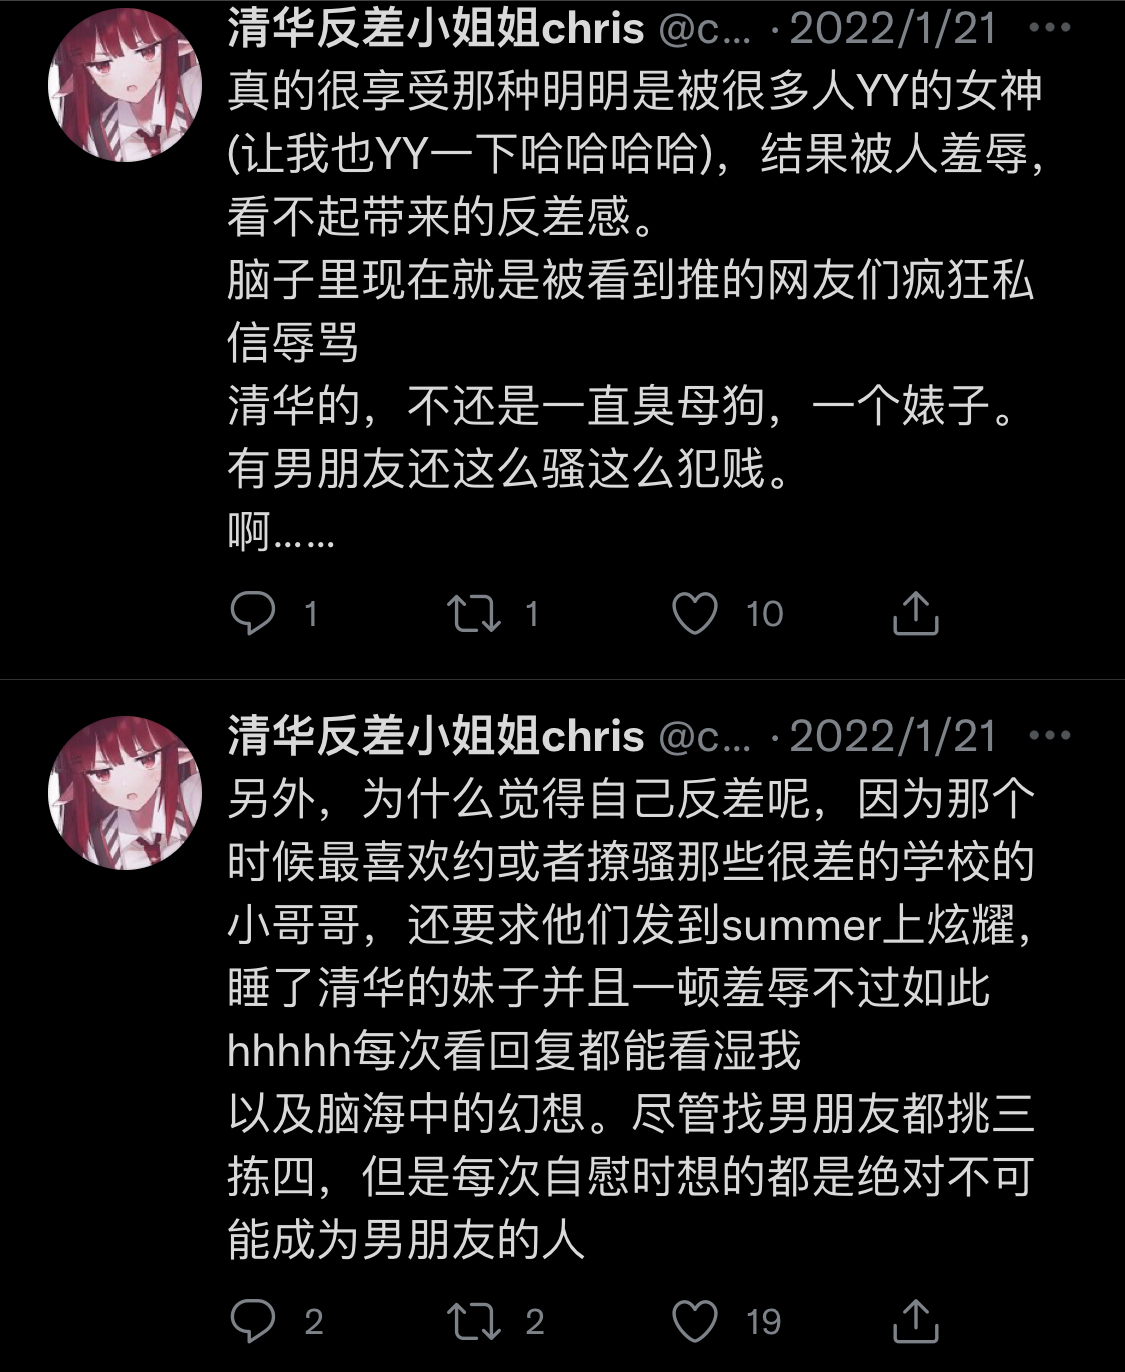 清华反差小姐姐chris @c... · 2022/1/21
真的很享受那种明明是被很多人YY的女神
(让我也YY一下哈哈哈哈)，结果被人羞辱，
看不起带来的反差感。
脑子里现在就是被看到推的网友们疯狂私
信辱骂
清华的，不还是一直臭母狗，一个婊子。
有男朋友还这么骚这么犯贱。
啊……
1 1 10
清华反差小姐姐chris @c... · 2022/1/21
另外，为什么觉得自己反差呢，因为那个
时候最喜欢约或者撩骚那些很差的学校的
小哥哥，还要求他们发到summer上炫耀，
睡了清华的妹子并且一顿羞辱不过如此
hhhhh每次看回复都能看湿我
以及脑海中的幻想。尽管找男朋友都挑三
拣四，但是每次自慰时想的都是绝对不可
能成为男朋友的人
2 2 19